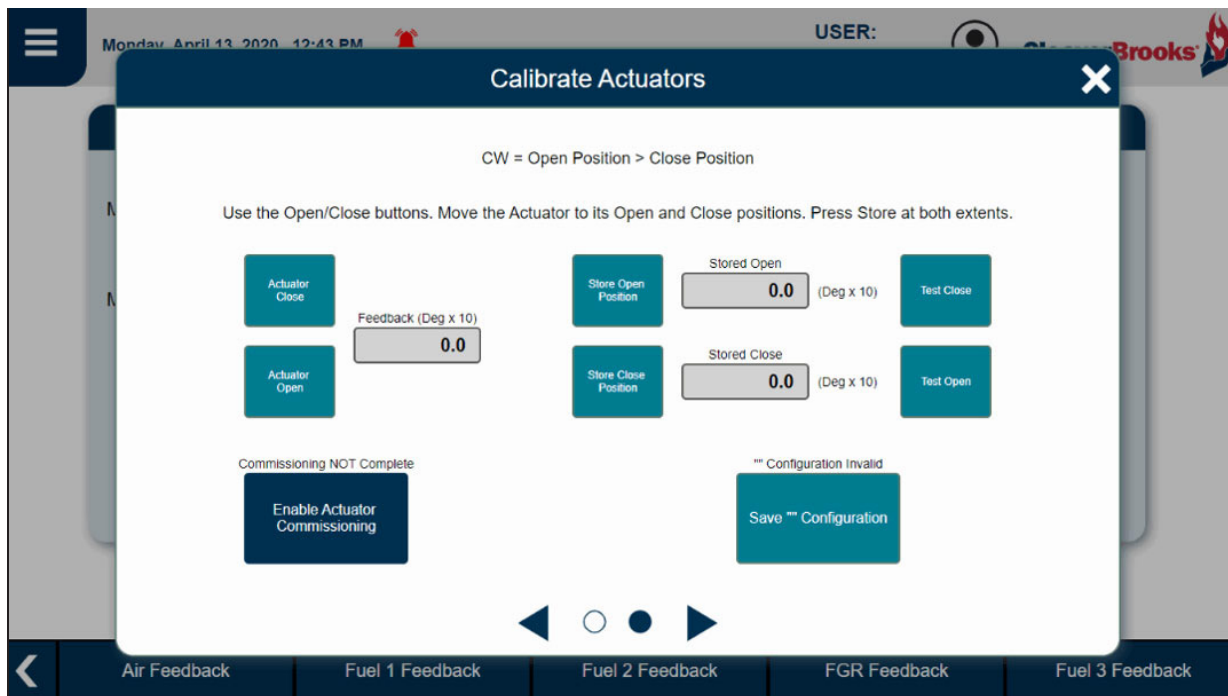 Monday, April 13, 2020 12:43 PM
USER:
Brooks
Calibrate Actuators
CW = Open Position > Close Position
Use the Open/Close buttons. Move the Actuator to its Open and Close positions. Press Store at both extents.
Actuator
Close
Feedback (Deg x 10)
0.0
Actuator
Open
Store Open
Position
Stored Open
0.0 (Deg x 10)
Test Close
Store Close
Position
Stored Close
0.0 (Deg x 10)
Test Open
Commissioning NOT Complete
Enable Actuator
Commissioning
"" Configuration Invalid
Save "" Configuration
Air Feedback
Fuel 1 Feedback
Fuel 2 Feedback
FGR Feedback
Fuel 3 Feedback